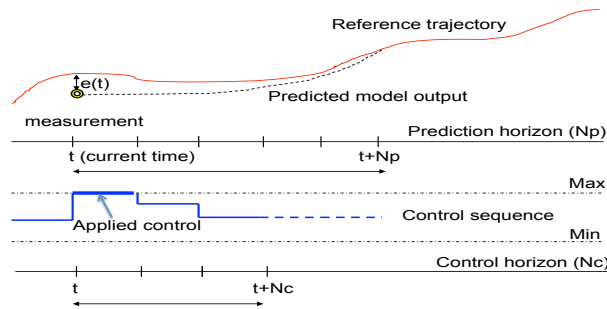 Reference trajectory
e(t)
Predicted model output
measurement
Prediction horizon (Np)
t (current time)
t+Np
Max
Applied control
Control sequence
Min
Control horizon (Nc)
t
t+Nc